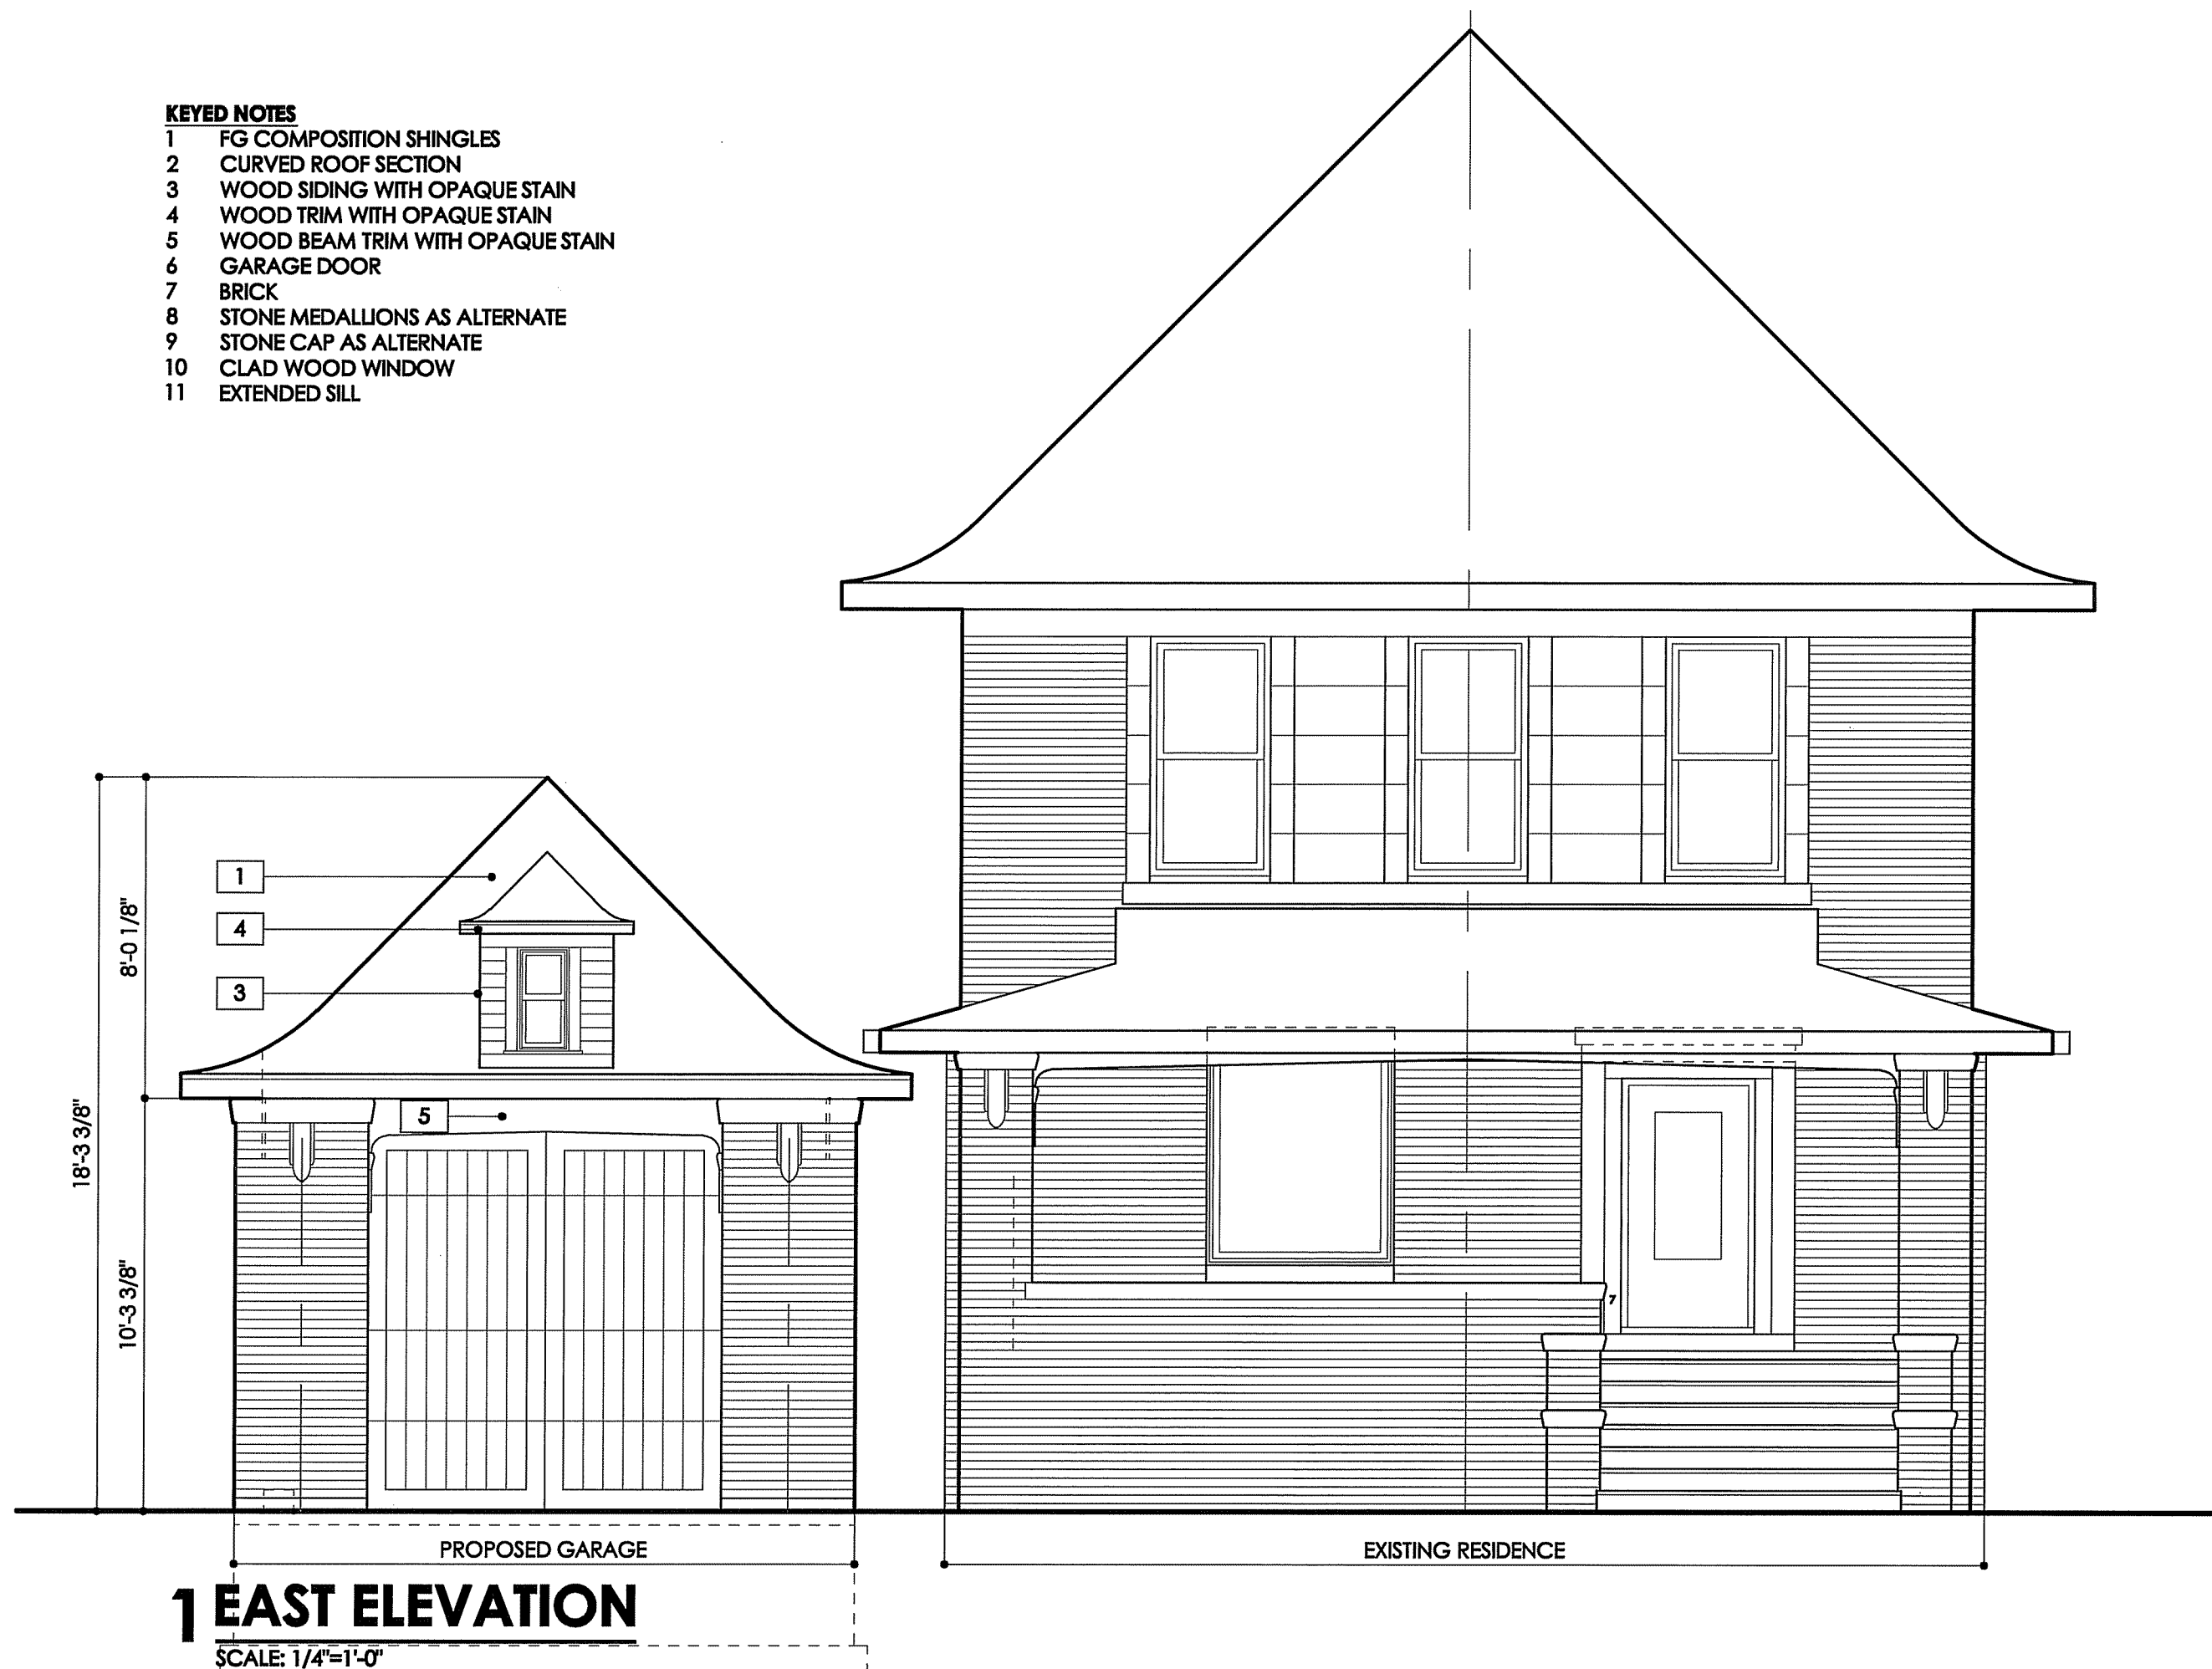 KEYED NOTES
1 FG COMPOSITION SHINGLES
2 CURVED ROOF SECTION
3 WOOD SIDING WITH OPAQUE STAIN
4 WOOD TRIM WITH OPAQUE STAIN
5 WOOD BEAM TRIM WITH OPAQUE STAIN
6 GARAGE DOOR
7 BRICK
8 STONE MEDALLIONS AS ALTERNATE
9 STONE CAP AS ALTERNATE
10 CLAD WOOD WINDOW
11 EXTENDED SILL
1
4
3
5
8'-0 1/8"
18'-3 3/8"
10'-3 3/8"
7
PROPOSED GARAGE
EXISTING RESIDENCE
1 EAST ELEVATION
SCALE: 1/4"=1'-0"